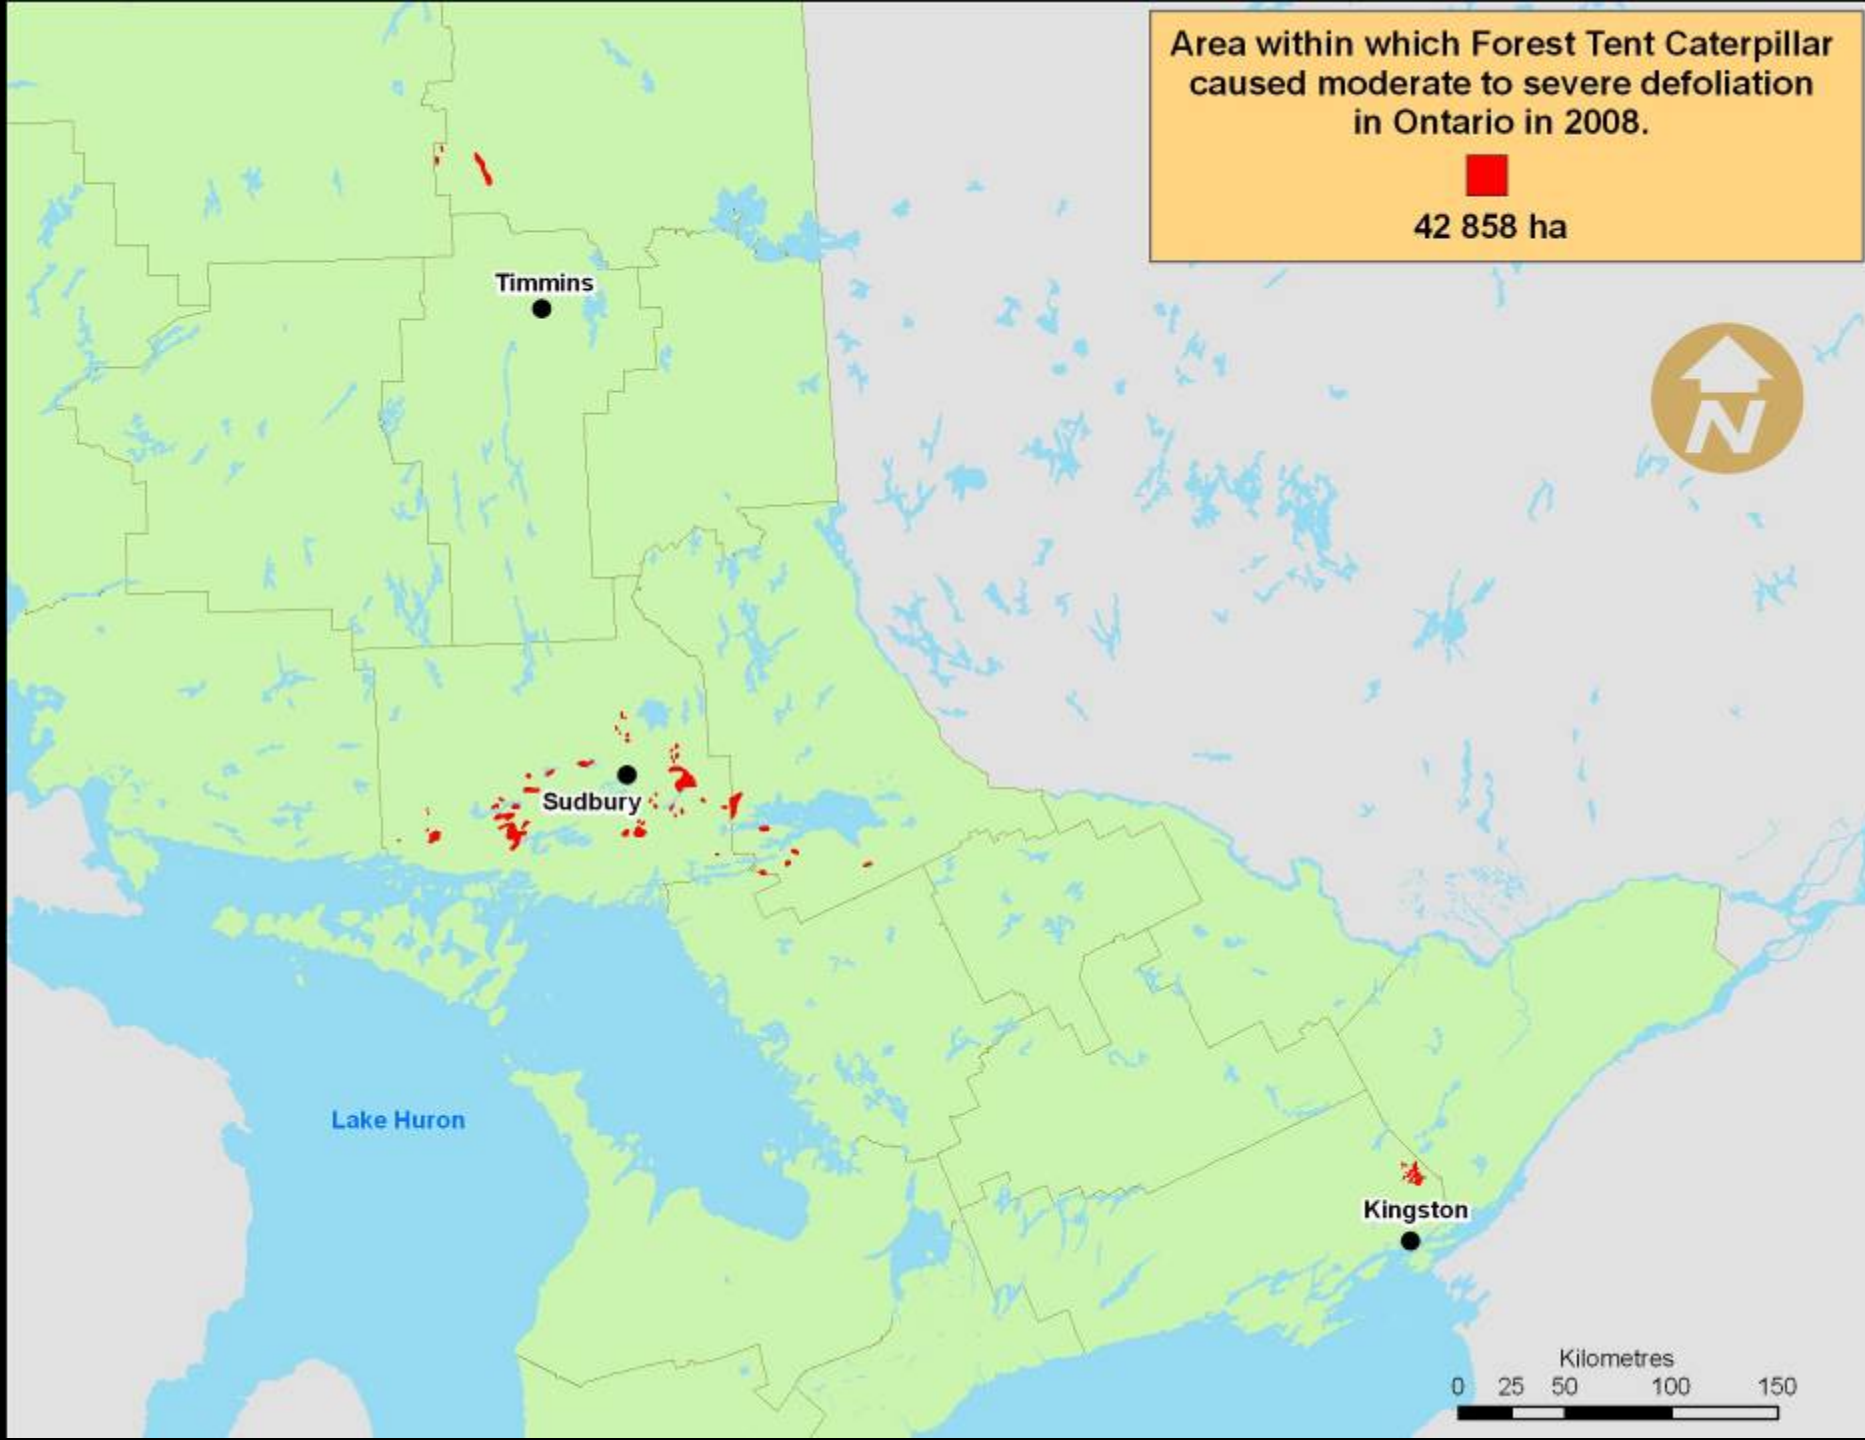 Area within which Forest Tent Caterpillar
caused moderate to severe defoliation
in Ontario in 2008.
42 858 ha
Timmins
N
Sudbury
Lake Huron
Kingston
Kilometres
0 25 50 100 150